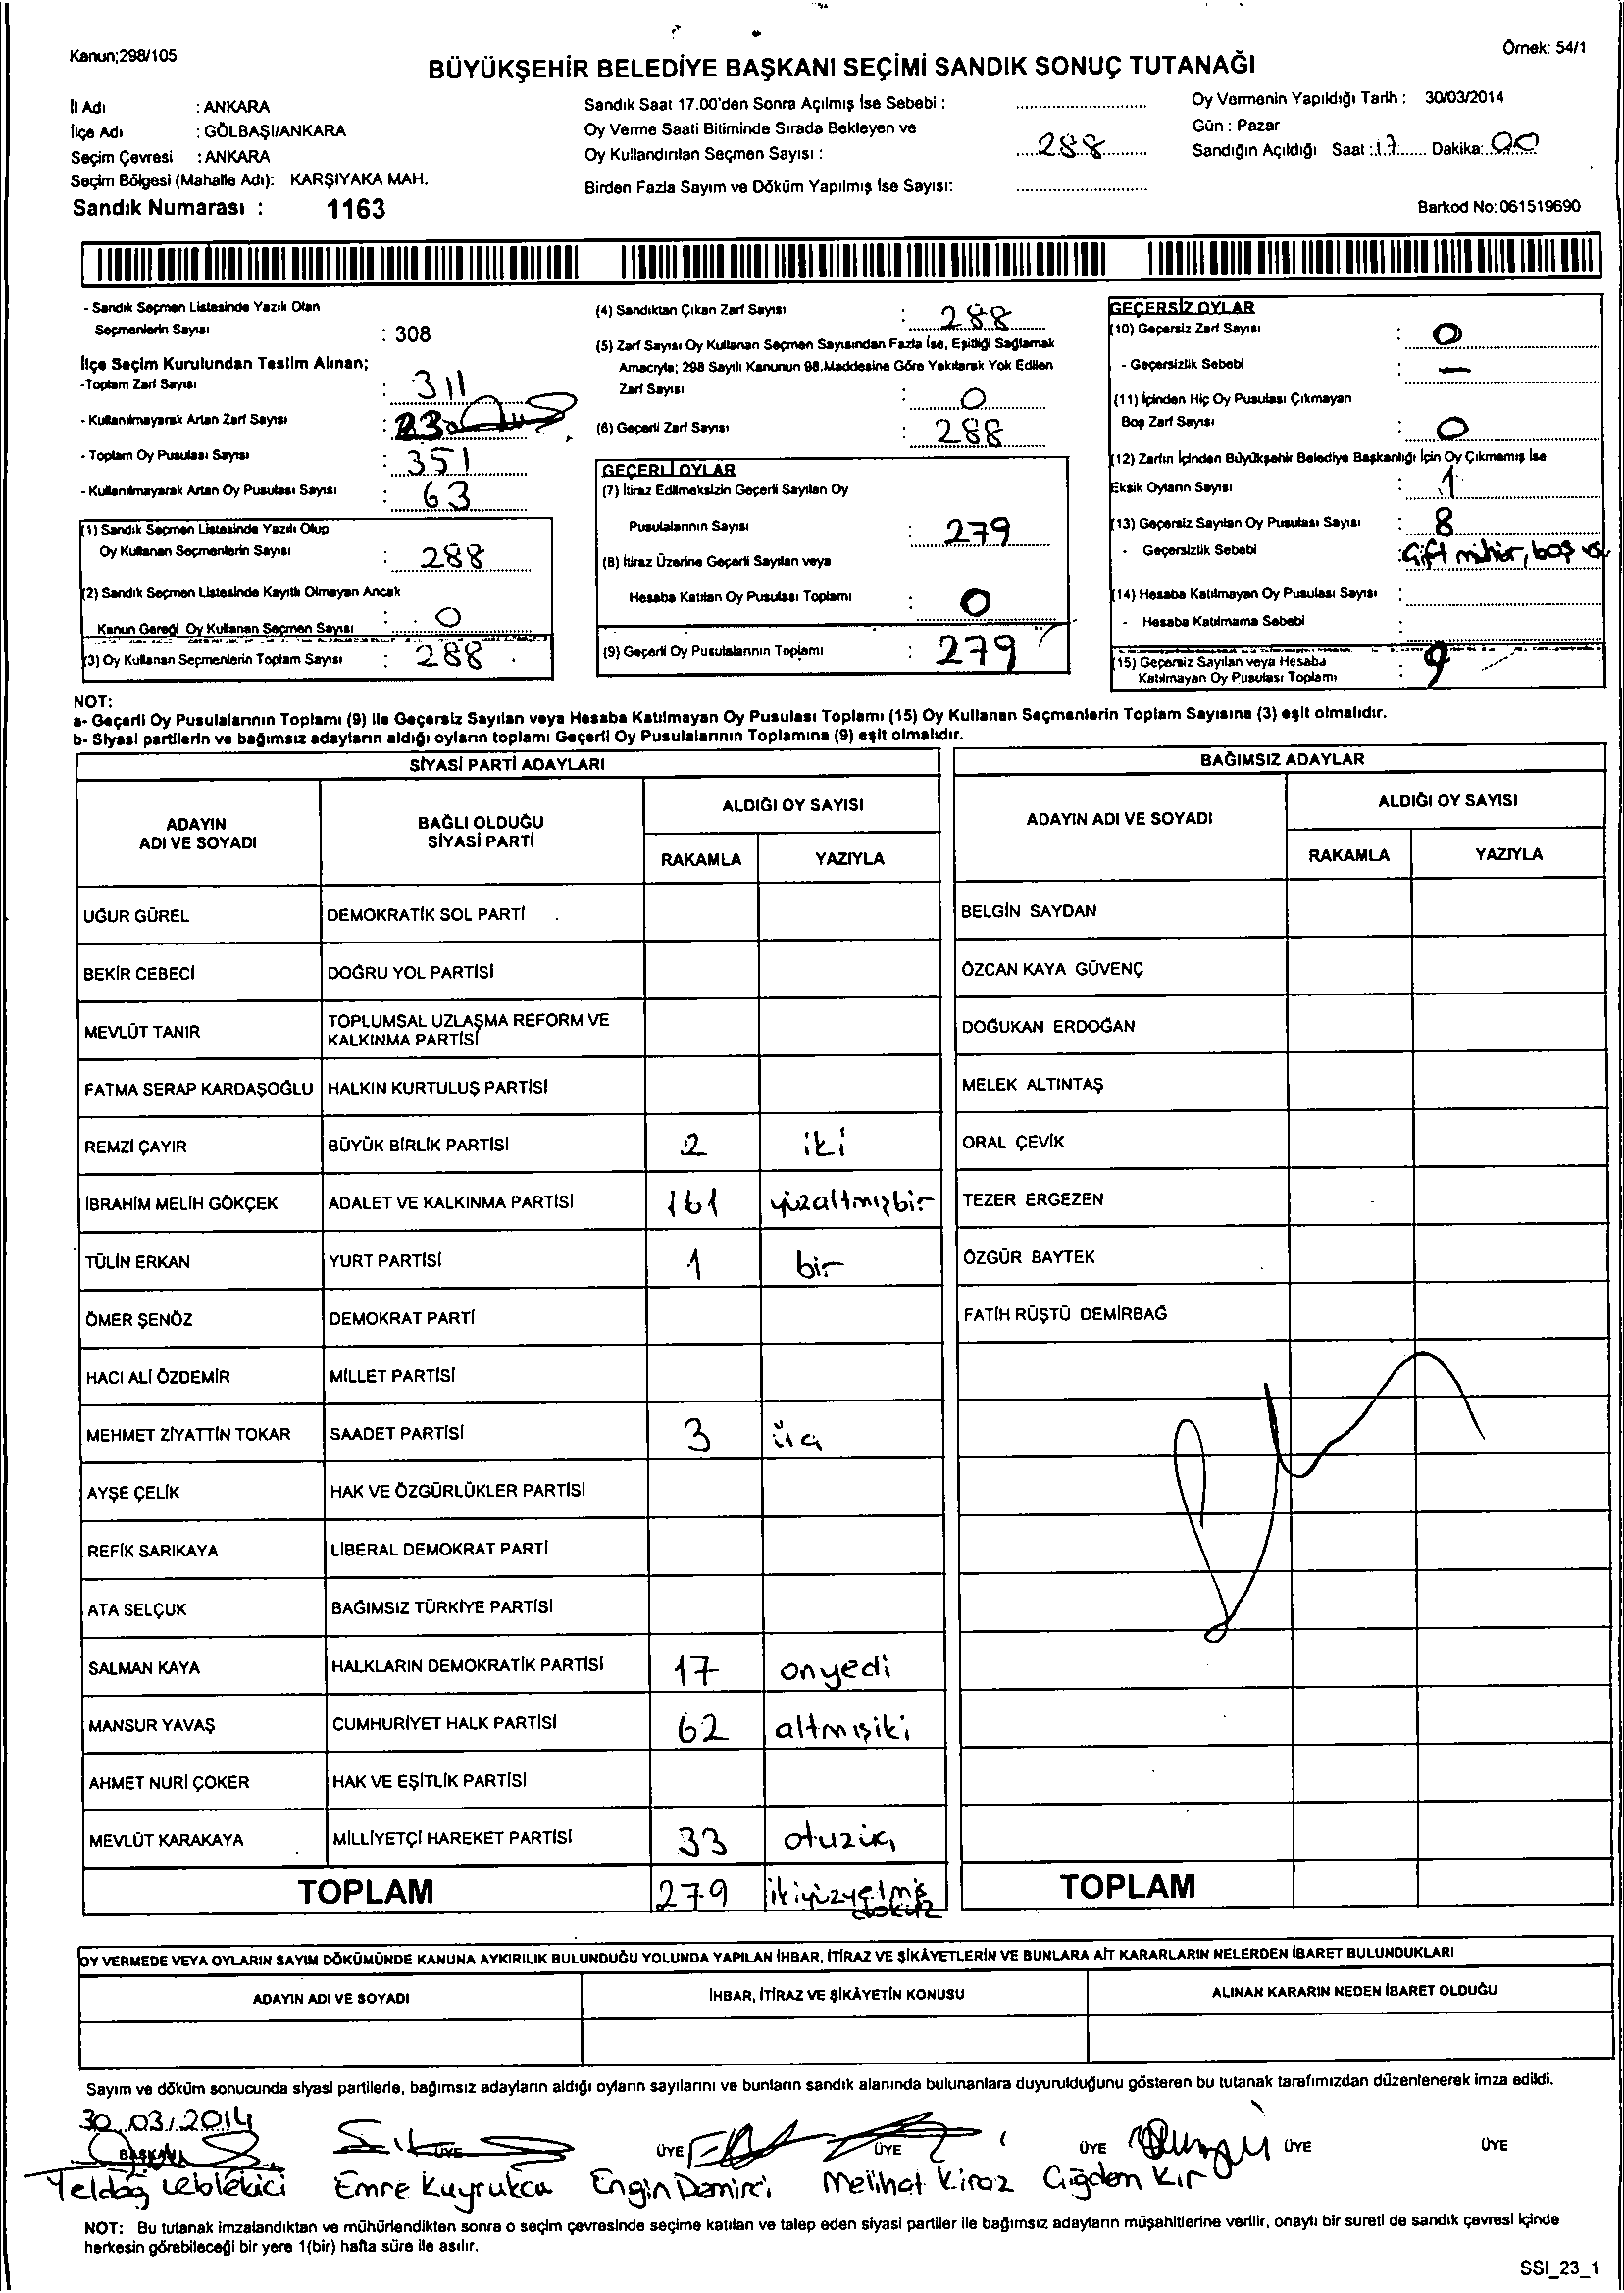 Kanun;298/105
Örnek: 54/1
BÜYÜKŞEHİR BELEDİYE BAŞKANI SEÇİMİ SANDIK SONUÇ TUTANAĞI
İl Adı : ANKARA
İlçe Adı : GÖLBAŞI/ANKARA
Seçim Çevresi : ANKARA
Seçim Bölgesi (Mahalle Adı): KARŞIYAKA MAH.
Sandık Numarası : 1163
Sandık Saat 17.00'den Sonra Açılmış İse Sebebi :
Oy Verme Saati Bitiminde Sırada Bekleyen ve
Oy Kullandırılan Seçmen Sayısı : 288
Birden Fazla Sayım ve Döküm Yapılmış İse Sayısı:
Oy Vermenin Yapıldığı Tarih : 30/03/2014
Gün : Pazar
Sandığın Açıldığı Saat : 17 Dakika: 00
Barkod No: 061519690
- Sandık Seçmen Listesinde Yazılı Olan
Seçmenlerin Sayısı : 308
İlçe Seçim Kurulundan Teslim Alınan;
-Toplam Zarf Sayısı : 311
- Kullanılmayarak Artan Zarf Sayısı : 23
- Toplam Oy Pusulası Sayısı : 351
- Kullanılmayarak Artan Oy Pusulası Sayısı : 63
(1) Sandık Seçmen Listesinde Yazılı Olup
Oy Kullanan Seçmenlerin Sayısı : 288
(2) Sandık Seçmen Listesinde Kayıtlı Olmayan Ancak
Kanun Gereği Oy Kullanan Seçmen Sayısı : 0
(3) Oy Kullanan Seçmenlerin Toplam Sayısı : 288
(4) Sandıktan Çıkan Zarf Sayısı : 288
(5) Zarf Sayısı Oy Kullanan Seçmen Sayısından Fazla İse, Eşitliği Sağlamak
Amacıyla; 298 Sayılı Kanunun 98.Maddesine Göre Yakılarak Yok Edilen
Zarf Sayısı : 0
(6) Geçerli Zarf Sayısı : 288
GEÇERLİ OYLAR
(7) İtiraz Edilmeksizin Geçerli Sayılan Oy
Pusulalarının Sayısı : 279
(8) İtiraz Üzerine Geçerli Sayılan veya
Hesaba Katılan Oy Pusulası Toplamı : 0
(9) Geçerli Oy Pusulalarının Toplamı : 279
GEÇERSİZ OYLAR
(10) Geçersiz Zarf Sayısı : 0
- Geçersizlik Sebebi : —
(11) İçinden Hiç Oy Pusulası Çıkmayan
Boş Zarf Sayısı : 0
(12) Zarfın İçinden Büyükşehir Belediye Başkanlığı İçin Oy Çıkmamış İse
Eksik Oyların Sayısı : 1
(13) Geçersiz Sayılan Oy Pusulası Sayısı : 8
- Geçersizlik Sebebi : Çift mühür, boş
(14) Hesaba Katılmayan Oy Pusulası Sayısı :
- Hesaba Katılmama Sebebi :
(15) Geçersiz Sayılan veya Hesaba
Katılmayan Oy Pusulası Toplamı : 9
NOT:
a- Geçerli Oy Pusulalarının Toplamı (9) ile Geçersiz Sayılan veya Hesaba Katılmayan Oy Pusulası Toplamı (15) Oy Kullanan Seçmenlerin Toplam Sayısına (3) eşit olmalıdır.
b- Siyasi partilerin ve bağımsız adayların aldığı oyların toplamı Geçerli Oy Pusulalarının Toplamına (9) eşit olmalıdır.
SİYASİ PARTİ ADAYLARI
ADAYIN ADI VE SOYADI
BAĞLI OLDUĞU SİYASİ PARTİ
ALDIĞI OY SAYISI
RAKAMLA YAZIYLA
UĞUR GÜREL DEMOKRATİK SOL PARTİ
BEKİR CEBECİ DOĞRU YOL PARTİSİ
MEVLÜT TANIR TOPLUMSAL UZLAŞMA REFORM VE KALKINMA PARTİSİ
FATMA SERAP KARDAŞOĞLU HALKIN KURTULUŞ PARTİSİ
REMZİ ÇAYIR BÜYÜK BİRLİK PARTİSİ 2 iki
İBRAHİM MELİH GÖKÇEK ADALET VE KALKINMA PARTİSİ 161 yüzaltmışbir
TÜLİN ERKAN YURT PARTİSİ 1 bir
ÖMER ŞENÖZ DEMOKRAT PARTİ
HACI ALİ ÖZDEMİR MİLLET PARTİSİ
MEHMET ZİYATTİN TOKAR SAADET PARTİSİ 3 üç
AYŞE ÇELİK HAK VE ÖZGÜRLÜKLER PARTİSİ
REFİK SARIKAYA LİBERAL DEMOKRAT PARTİ
ATA SELÇUK BAĞIMSIZ TÜRKİYE PARTİSİ
SALMAN KAYA HALKLARIN DEMOKRATİK PARTİSİ 17 onyedi
MANSUR YAVAŞ CUMHURİYET HALK PARTİSİ 62 altmışiki
AHMET NURİ ÇOKER HAK VE EŞİTLİK PARTİSİ
MEVLÜT KARAKAYA MİLLİYETÇİ HAREKET PARTİSİ 33 otuzüç
TOPLAM 279 ikiyüzyetmiş dokuz
BAĞIMSIZ ADAYLAR
ADAYIN ADI VE SOYADI
ALDIĞI OY SAYISI
RAKAMLA YAZIYLA
BELGİN SAYDAN
ÖZCAN KAYA GÜVENÇ
DOĞUKAN ERDOĞAN
MELEK ALTINTAŞ
ORAL ÇEVİK
TEZER ERGEZEN
ÖZGÜR BAYTEK
FATİH RÜŞTÜ DEMİRBAĞ
TOPLAM
OY VERMEDE VEYA OYLARIN SAYIM DÖKÜMÜNDE KANUNA AYKIRILIK BULUNDUĞU YOLUNDA YAPILAN İHBAR, İTİRAZ VE ŞİKÂYETLERİN VE BUNLARA AİT KARARLARIN NELERDEN İBARET BULUNDUKLARI
ADAYIN ADI VE SOYADI
İHBAR, İTİRAZ VE ŞİKÂYETİN KONUSU
ALINAN KARARIN NEDEN İBARET OLDUĞU
Sayım ve döküm sonucunda siyasi partilerle, bağımsız adayların aldığı oyların sayılarını ve bunların sandık alanında bulunanlara duyurulduğunu gösteren bu tutanak tarafımızdan düzenlenerek imza edildi.
30.03.2014
BAŞKAN ÜYE ÜYE ÜYE ÜYE ÜYE ÜYE
Yeldağ Leblebici Emre Kuyrukcu Engin Demirci Melihat Kiraz Çiğdem Kır
NOT: Bu tutanak imzalandıktan ve mühürlendikten sonra o seçim çevresinde seçime katılan ve talep eden siyasi partiler ile bağımsız adayların müşahitlerine verilir, onaylı bir sureti de sandık çevresi içinde
herkesin görebileceği bir yere 1(bir) hafta süre ile asılır.
SSI_23_1